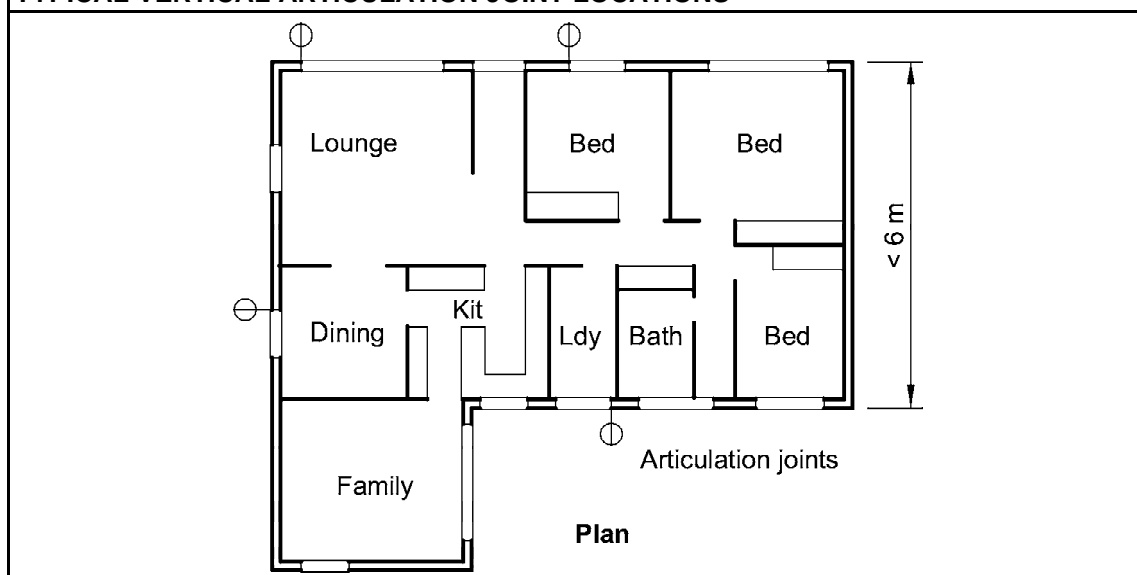 TYPICAL VERTICAL ARTICULATION JOINT LOCATIONS
Lounge
Bed
Bed
< 6 m
Dining
Kit
Ldy
Bath
Bed
Articulation joints
Family
Plan